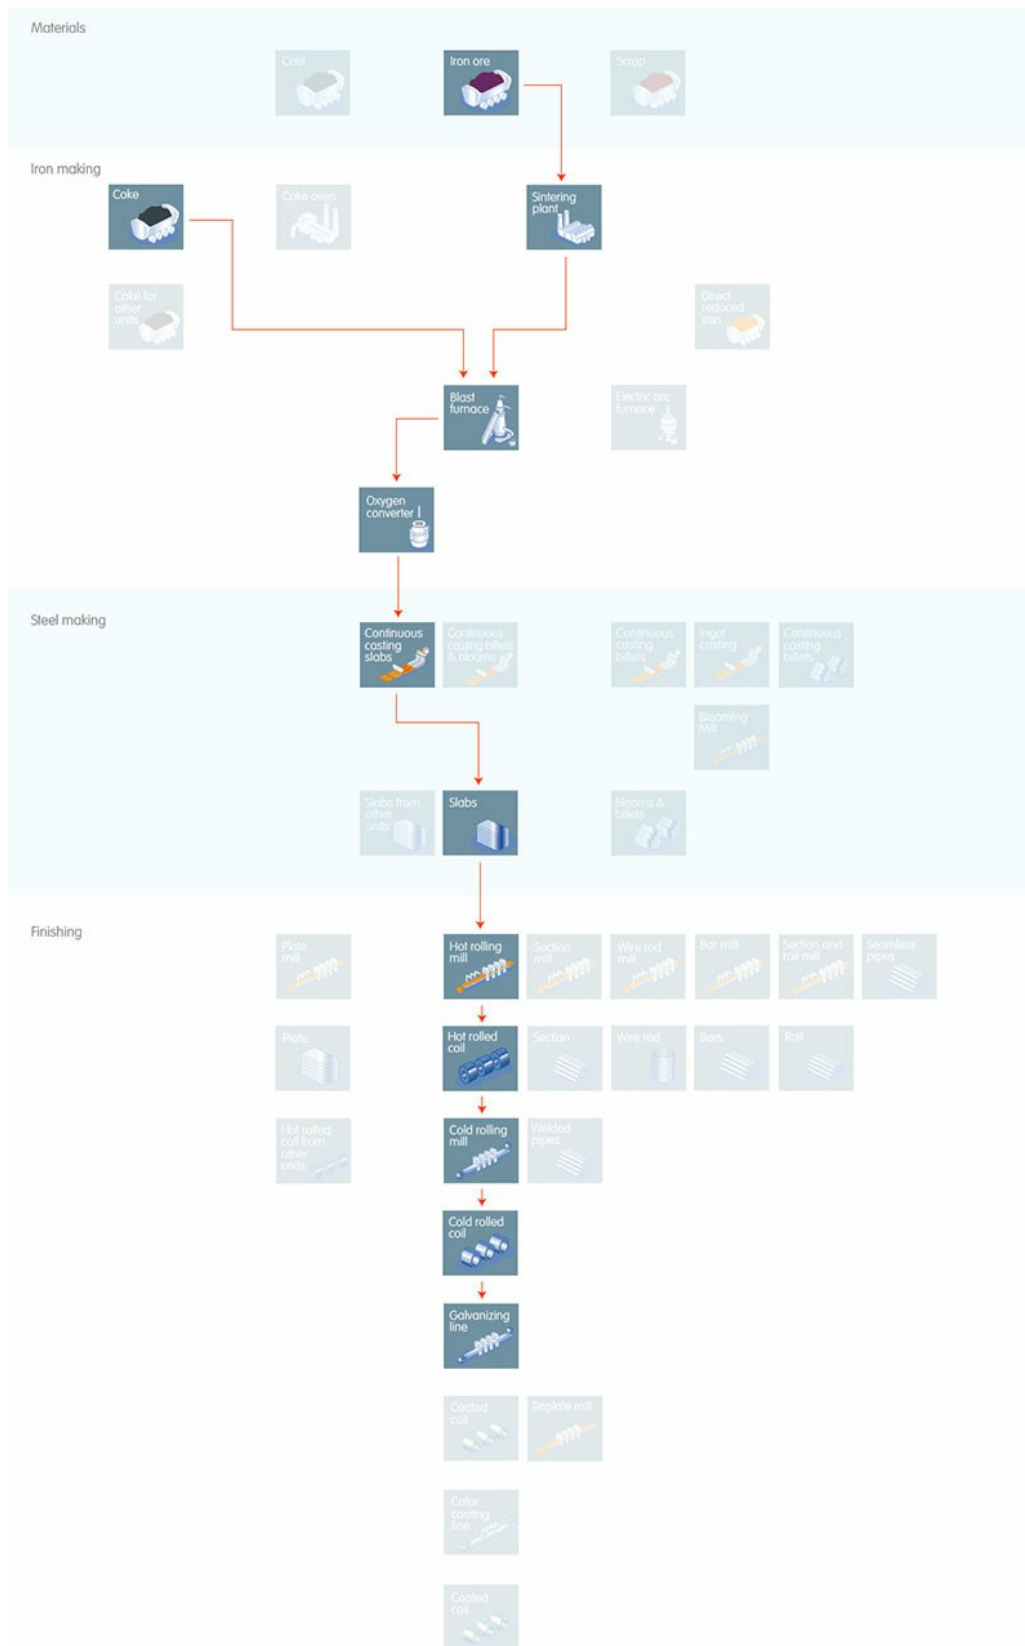 Materials
Coal
Iron ore
Scrap
Iron making
Coke
Coke oven
Sintering
plant
Coke for
other
units
Direct
reduced
iron
Blast
furnace
Electric arc
furnace
Oxygen
converter
Steel making
Continuous
casting
slabs
Continuous
casting billets
& blooms
Continuous
casting
billets
Ingot
casting
Continuous
casting
billets
Blooming
Mill
Slabs from
other
units
Slabs
Blooms &
billets
Finishing
Plate
mill
Hot rolling
mill
Section
mill
Wire rod
mill
Bar mill
Section and
rail mill
Seamless
pipes
Plate
Hot rolled
coil
Section
Wire rod
Bars
Rail
Hot rolled
coil from
other
units
Cold rolling
mill
Welded
pipes
Cold rolled
coil
Galvanizing
line
Coated
coil
Tinplate mill
Color
coating
line
Coated
coil